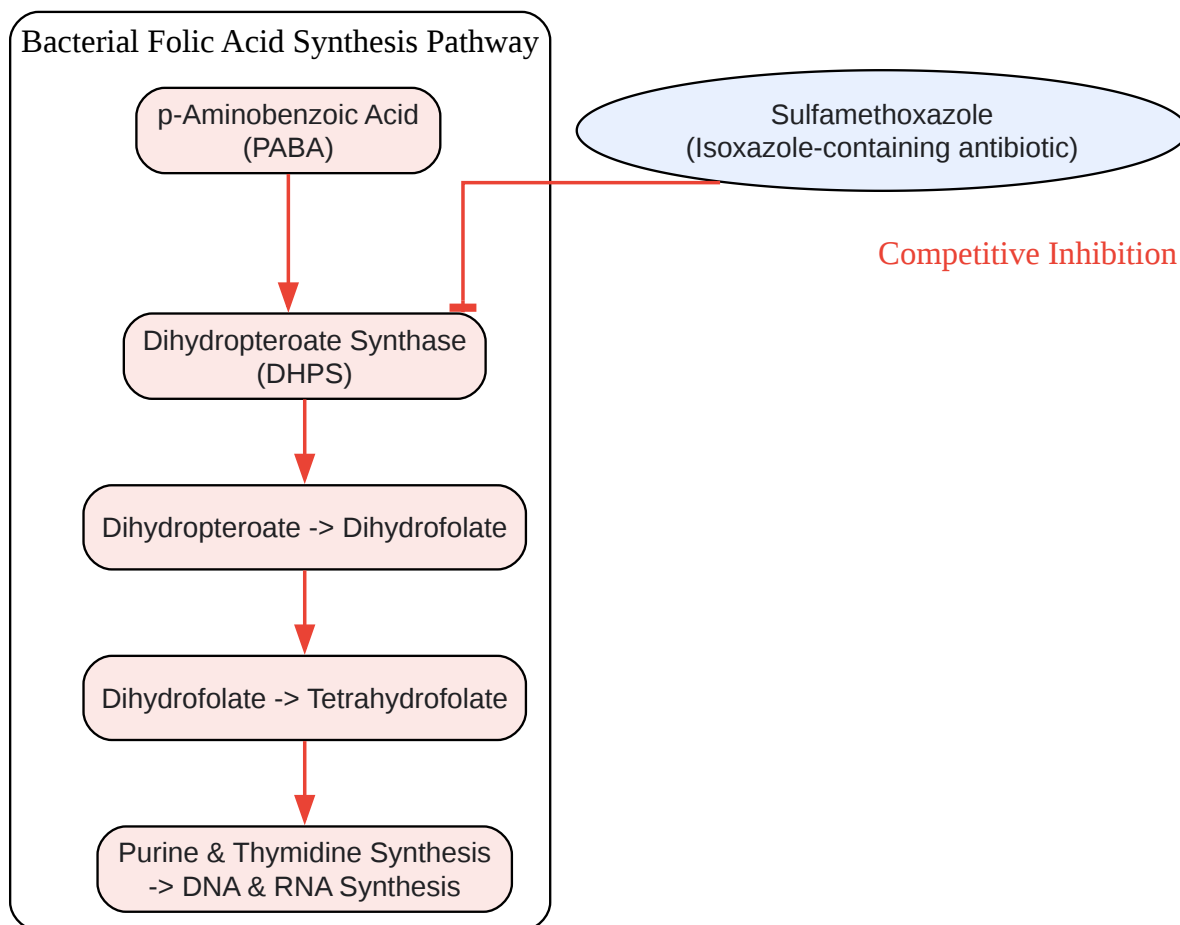 Bacterial Folic Acid Synthesis Pathway
p-Aminobenzoic Acid
(PABA)
Sulfamethoxazole
(Isoxazole-containing antibiotic)
Competitive Inhibition
Dihydropteroate Synthase
(DHPS)
Dihydropteroate -> Dihydrofolate
Dihydrofolate -> Tetrahydrofolate
Purine & Thymidine Synthesis
-> DNA & RNA Synthesis